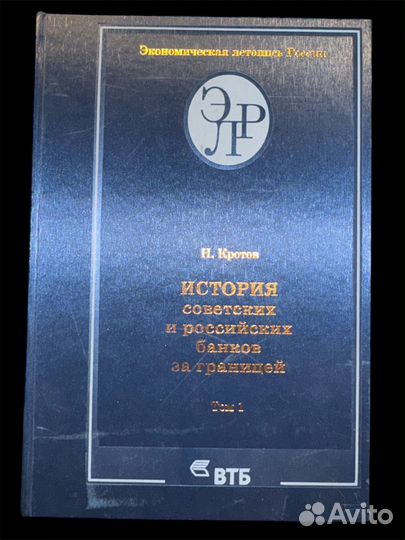 Экономическая летопись России
ЭЛР
Н. Кротов
ИСТОРИЯ
советских
и российских
банков
за границей
Том 1
ВТБ
Avito